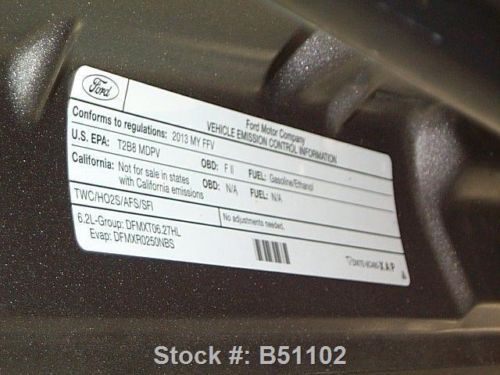 Ford
Ford Motor Company
VEHICLE EMISSION CONTROL INFORMATION
Conforms to regulations: 2013 MY FFV
U.S. EPA: T2B8 MDPV OBD: F II FUEL: Gasoline/Ethanol
California: Not for sale in states OBD: N/A FUEL: N/A
with California emissions
TWC/HO2S/AFS/SFI No adjustments needed.
6.2L-Group: DFMXT06.27HL
Evap: DFMXR0250NBS
X A P
Stock #: B51102